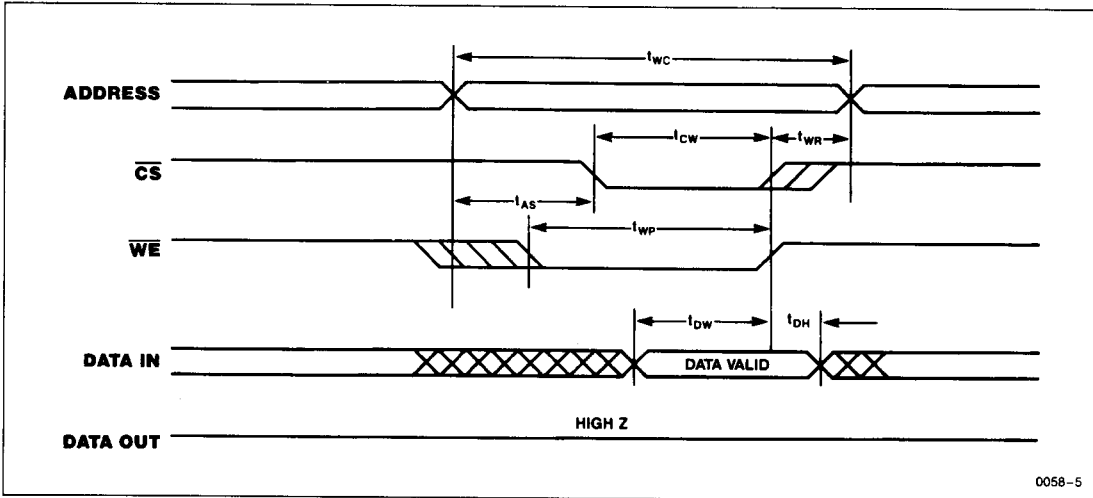 tWC
ADDRESS
tCW
tWR
CS
tAS
tWP
WE
tDW
tDH
DATA IN
DATA VALID
HIGH Z
DATA OUT
0058-5